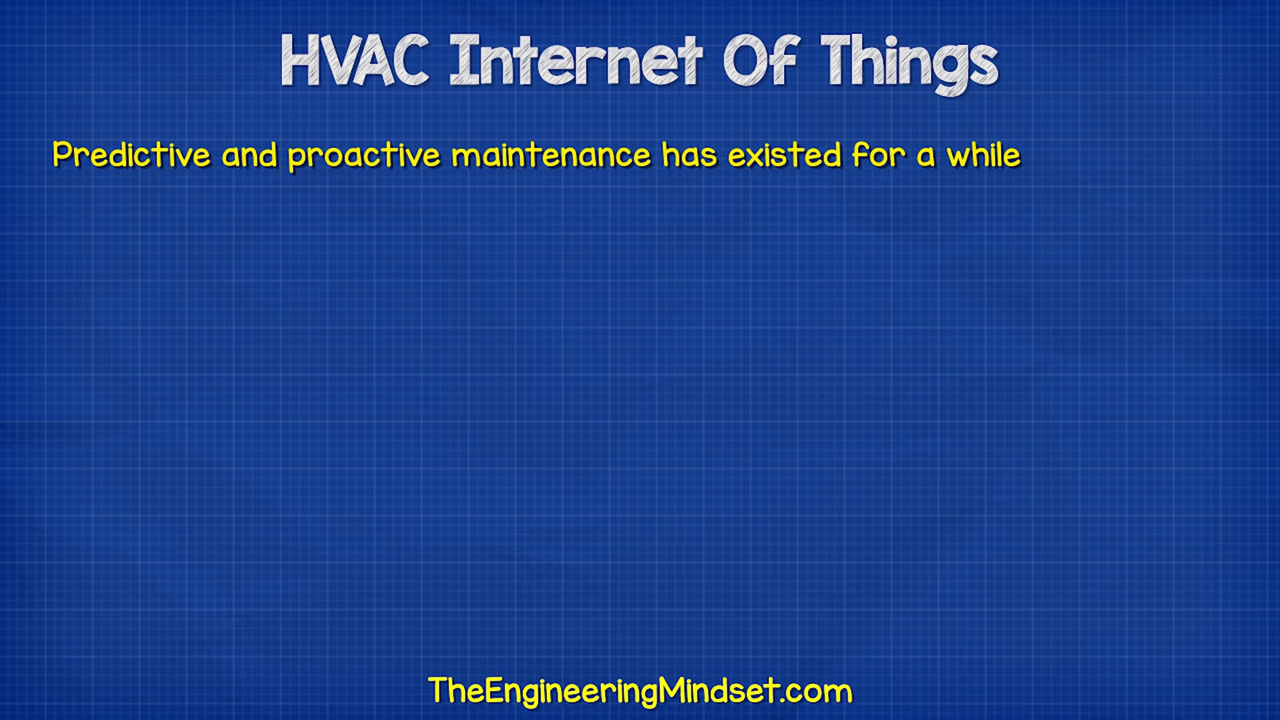 HVAC Internet Of Things
Predictive and proactive maintenance has existed for a while
TheEngineeringMindset.com